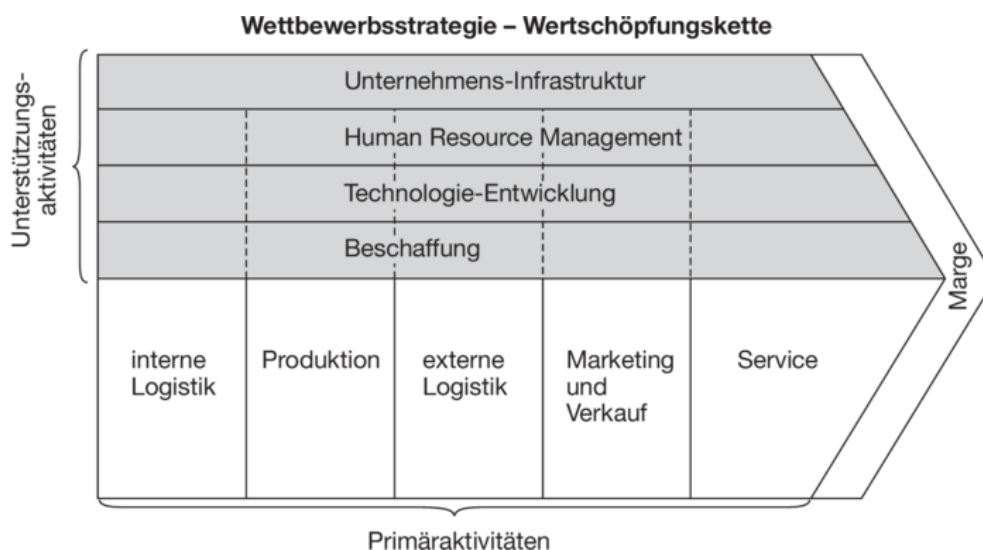 Wettbewerbsstrategie – Wertschöpfungskette
Unterstützungs-
aktivitäten
Unternehmens-Infrastruktur
Human Resource Management
Technologie-Entwicklung
Beschaffung
Marge
interne
Logistik
Produktion
externe
Logistik
Marketing
und
Verkauf
Service
Primäraktivitäten